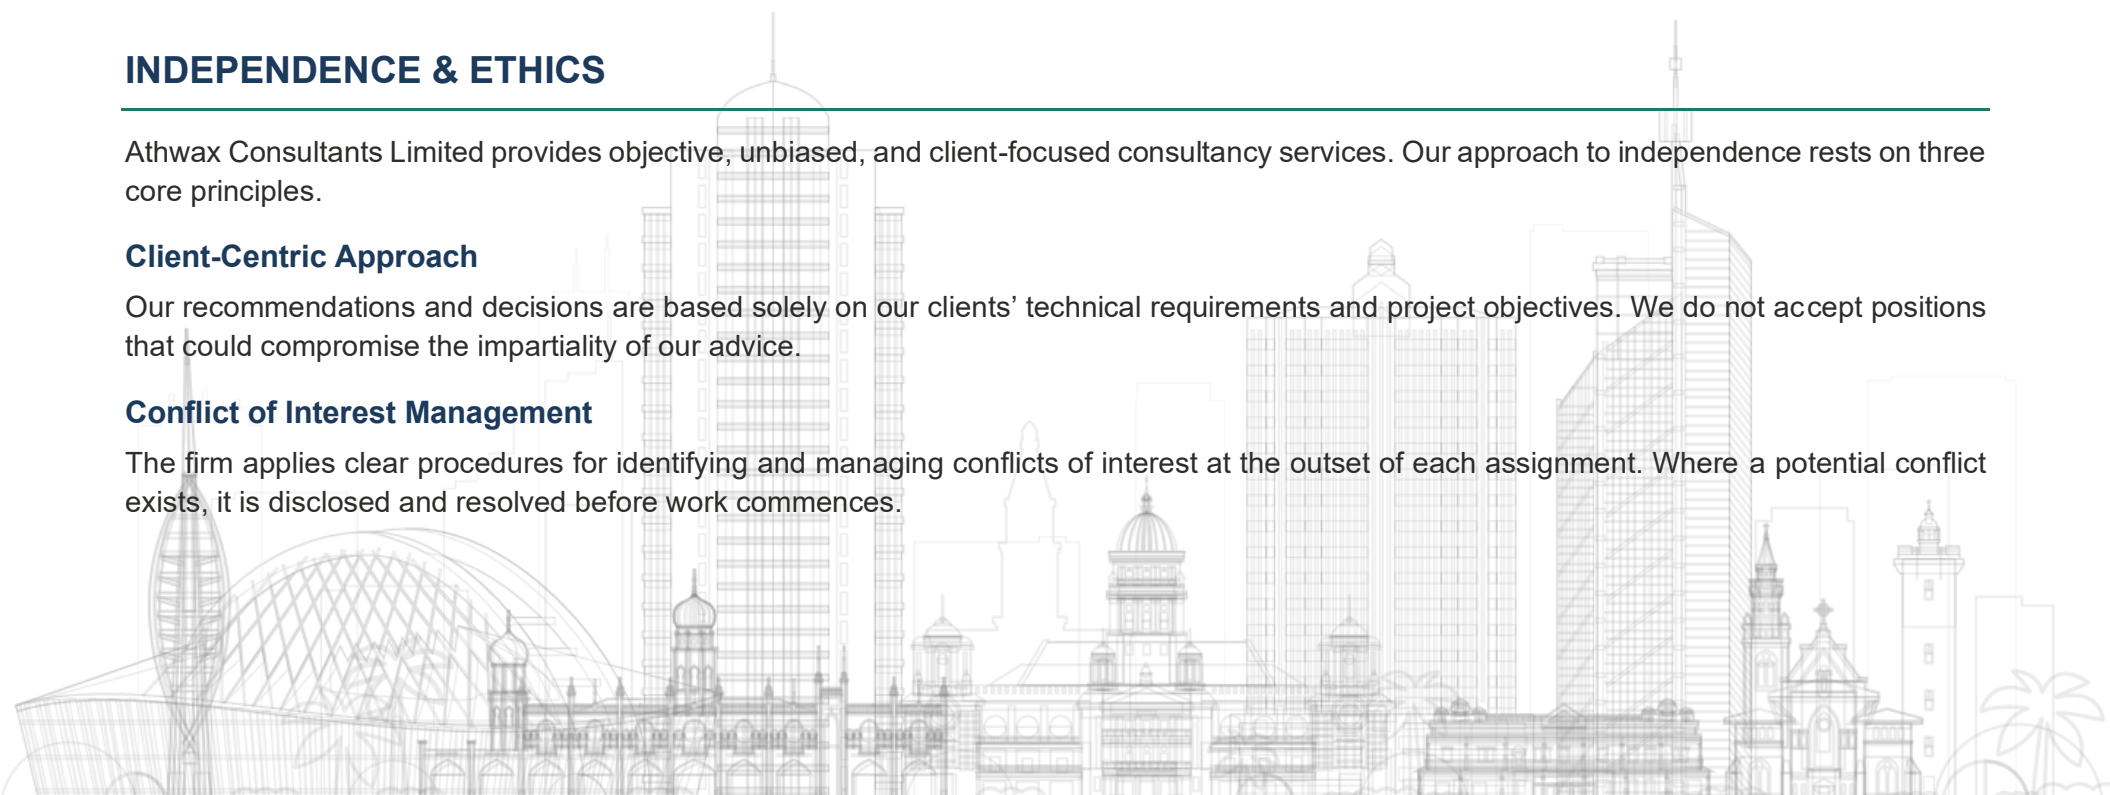 INDEPENDENCE & ETHICS
Athwax Consultants Limited provides objective, unbiased, and client-focused consultancy services. Our approach to independence rests on three
core principles.
Client-Centric Approach
Our recommendations and decisions are based solely on our clients’ technical requirements and project objectives. We do not accept positions
that could compromise the impartiality of our advice.
Conflict of Interest Management
The firm applies clear procedures for identifying and managing conflicts of interest at the outset of each assignment. Where a potential conflict
exists, it is disclosed and resolved before work commences.